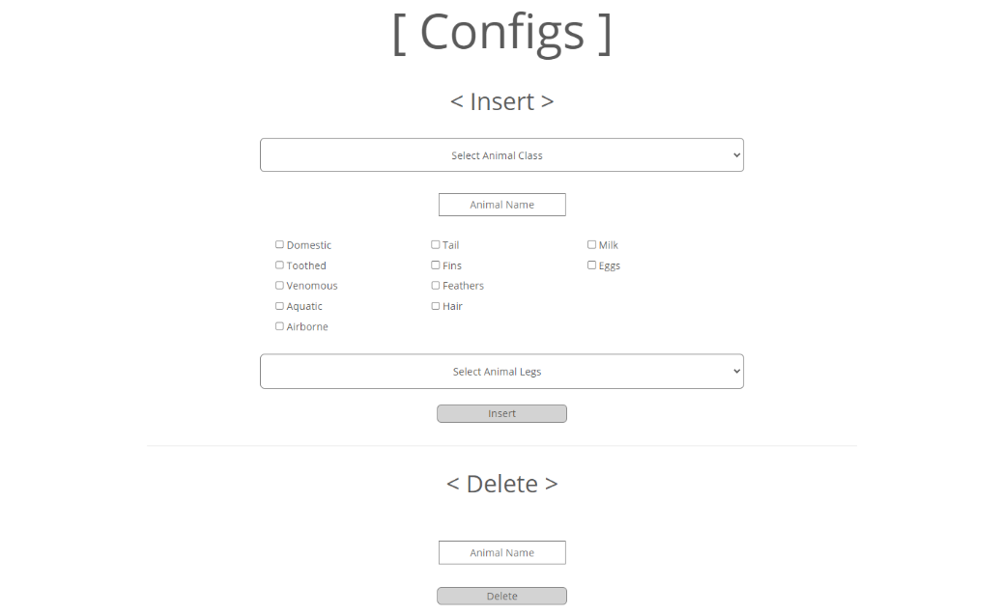 [ Configs ]
< Insert >
Select Animal Class
Animal Name
Domestic Tail Milk
Toothed Fins Eggs
Venomous Feathers
Aquatic Hair
Airborne
Select Animal Legs
Insert
< Delete >
Animal Name
Delete